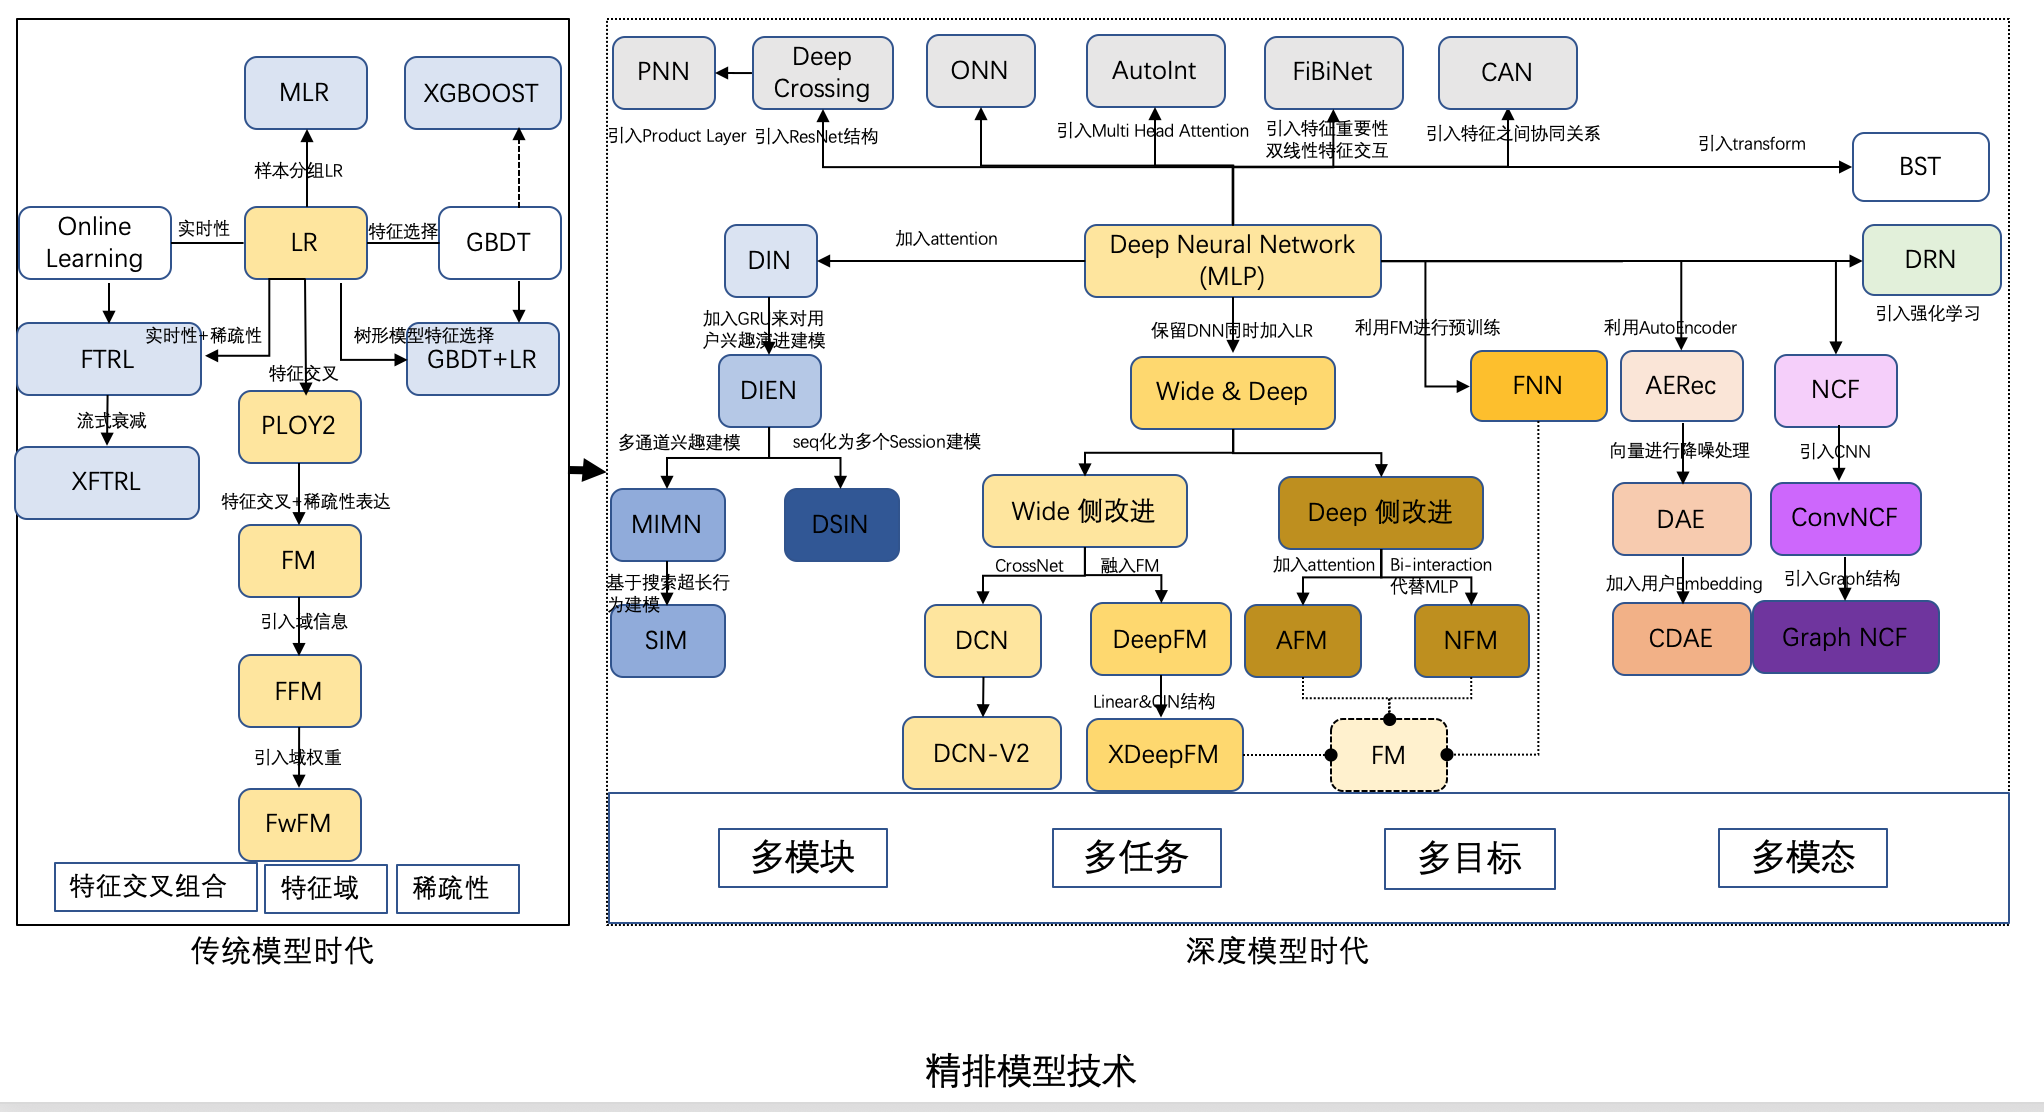 MLR
XGBOOST
样本分组LR
Online
Learning
实时性
LR
特征选择
GBDT
实时性+稀疏性
树形模型特征选择
FTRL
GBDT+LR
特征交叉
流式衰减
PLOY2
XFTRL
特征交叉+稀疏性表达
FM
引入域信息
FFM
引入域权重
FwFM
特征交叉组合
特征域
稀疏性
传统模型时代
PNN
Deep
Crossing
ONN
AutoInt
FiBiNet
CAN
引入Product Layer
引入ResNet结构
引入Multi Head Attention
引入特征重要性
双线性特征交互
引入特征之间协同关系
引入transform
BST
DIN
加入attention
Deep Neural Network
(MLP)
DRN
引入强化学习
加入GRU来对用
户兴趣演进建模
保留DNN同时加入LR
利用FM进行预训练
利用AutoEncoder
DIEN
Wide & Deep
FNN
AERec
NCF
多通道兴趣建模
seq化为多个Session建模
向量进行降噪处理
引入CNN
MIMN
DSIN
Wide 侧改进
Deep 侧改进
DAE
ConvNCF
基于搜索超长行
为建模
CrossNet
融入FM
加入attention
Bi-interaction
代替MLP
加入用户Embedding
引入Graph结构
SIM
DCN
DeepFM
AFM
NFM
CDAE
Graph NCF
Linear&CIN结构
DCN-V2
XDeepFM
FM
多模块
多任务
多目标
多模态
深度模型时代
精排模型技术